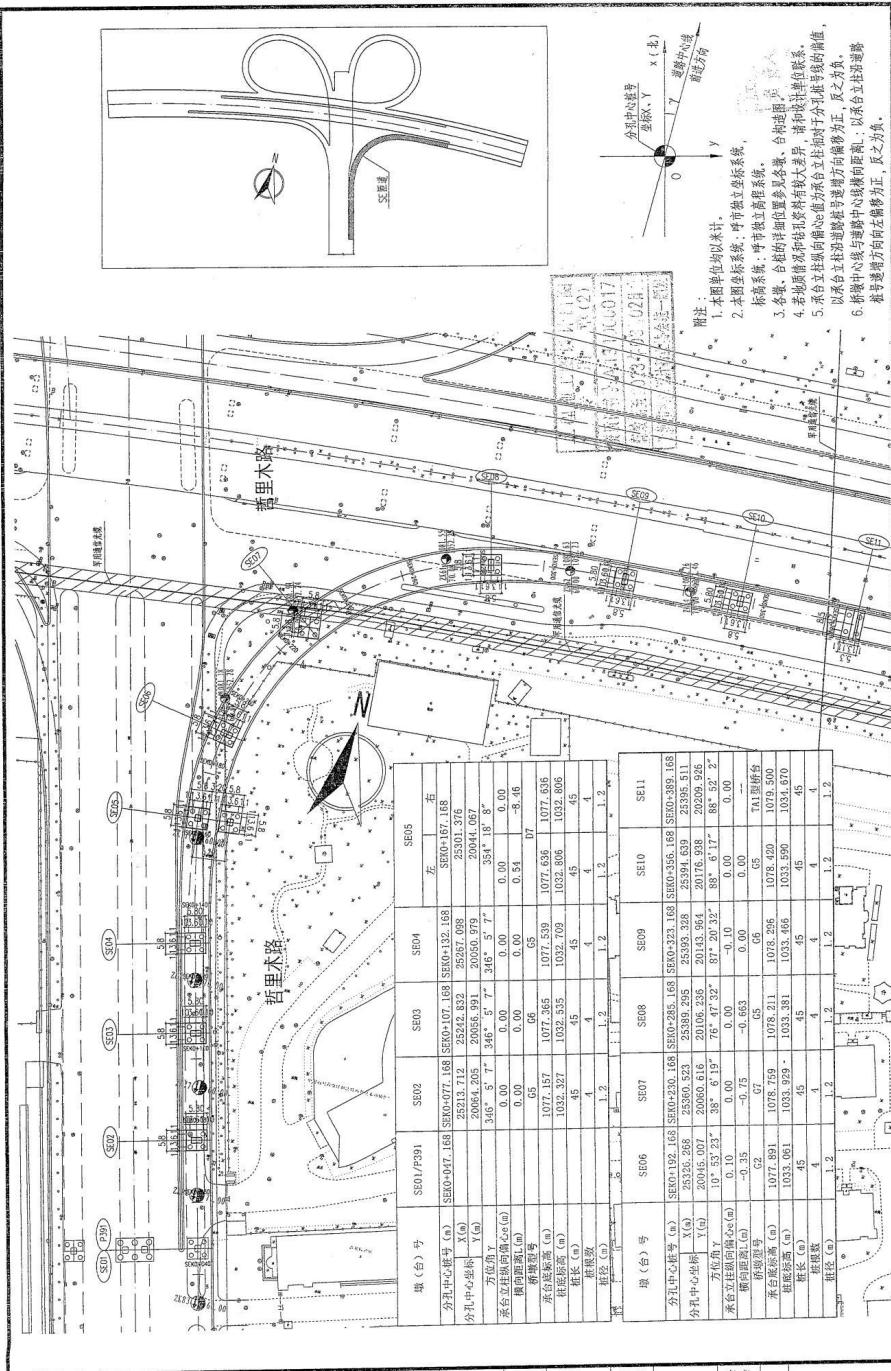 SE匝道
分孔中心桩号
坐标X、Y
x(北)
y
O
γ
道路中心线
前进方向
附注：
1.本图单位均以米计。
2.本图坐标系统：呼市独立坐标系统，
标高系统：呼市独立高程系统。
3.各墩、台桩的详细位置参见各墩、台构造图。
4.若地质情况和钻孔资料有较大差异，请和设计单位联系。
5.承台立柱纵向偏心e值为承台立柱相对于分孔桩号线的偏值，
以承台立柱沿道路桩号递增方向偏移为正，反之为负。
6.桥墩中心线与道路中心线横向距离L：以承台立柱沿道路
桩号递增方向向左偏移为正，反之为负。
哲里木路
哲里木路
军用通信光缆
军用通信光缆
军用通信光缆
N
SE01
P391
SE02
SE03
SE04
SE05
SE06
SE07
SE08
SE09
SE10
SE11
墩(台)号 SE01/P391 SE02 SE03 SE04 SE05
左 右
分孔中心桩号(m) SEK0+047.168 SEK0+077.168 SEK0+107.168 SEK0+132.168 SEK0+167.168
分孔中心坐标 X(m) 25213.712 25242.832 25267.098 25301.376
Y(m) 20064.205 20056.991 20050.979 20044.067
方位角γ 346° 5′ 7″ 346° 5′ 7″ 346° 5′ 7″ 354° 18′ 8″
承台立柱纵向偏心e(m) 0.00 0.00 0.00 0.00 0.00
横向距离L(m) 0.00 0.00 0.00 0.54 -8.46
桥墩型号 G5 G6 G5 D7
承台底标高(m) 1077.157 1077.365 1077.539 1077.636 1077.636
桩底标高(m) 1032.327 1032.535 1032.709 1032.806 1032.806
桩长(m) 45 45 45 45 45
桩根数 4 4 4 4 4
桩径(m) 1.2 1.2 1.2 1.2 1.2
墩(台)号 SE06 SE07 SE08 SE09 SE10 SE11
分孔中心桩号(m) SEK0+192.168 SEK0+230.168 SEK0+285.168 SEK0+323.168 SEK0+356.168 SEK0+389.168
分孔中心坐标 X(m) 25326.268 25360.523 25389.295 25393.328 25394.639 25395.511
Y(m) 20045.007 20060.616 20106.236 20143.964 20176.938 20209.926
方位角γ 10° 53′ 23″ 38° 6′ 19″ 76° 47′ 32″ 87° 20′ 32″ 88° 6′ 17″ 88° 52′ 2″
承台立柱纵向偏心e(m) 0.10 0.00 0.00 -0.10 0.00 0.00
横向距离L(m) -0.35 -0.75 -0.663 0.00 0.00 --
桥墩型号 G2 G7 G5 G6 G5 TA1型桥台
承台底标高(m) 1077.891 1078.759 1078.211 1078.296 1078.420 1079.500
桩底标高(m) 1033.061 1033.929 1033.381 1033.466 1033.590 1034.670
桩长(m) 45 45 45 45 45 45
桩根数 4 4 4 4 4 4
桩径(m) 1.2 1.2 1.2 1.2 1.2 1.2